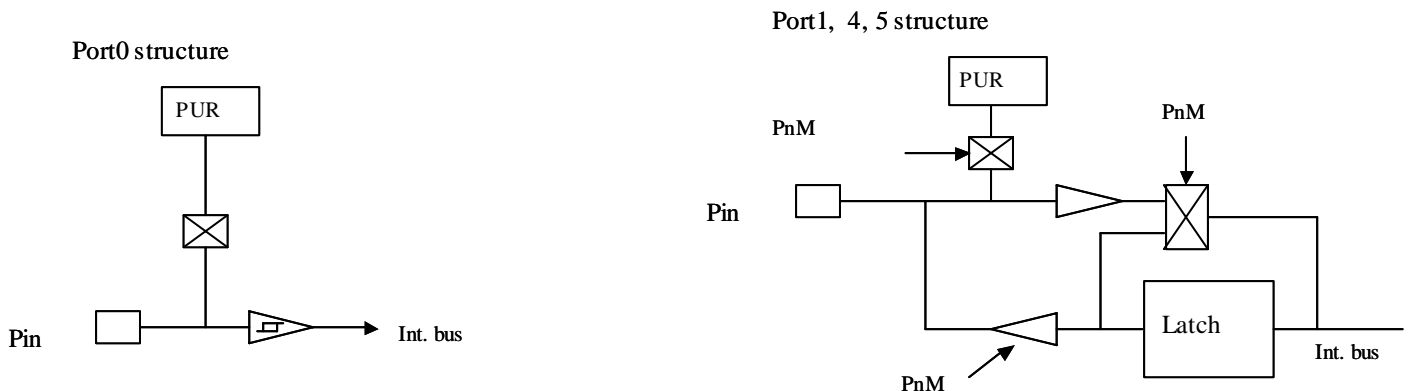 Port0 structure
PUR
Pin
Int. bus
Port1, 4, 5 structure
PUR
PnM
PnM
Pin
Latch
Int. bus
PnM